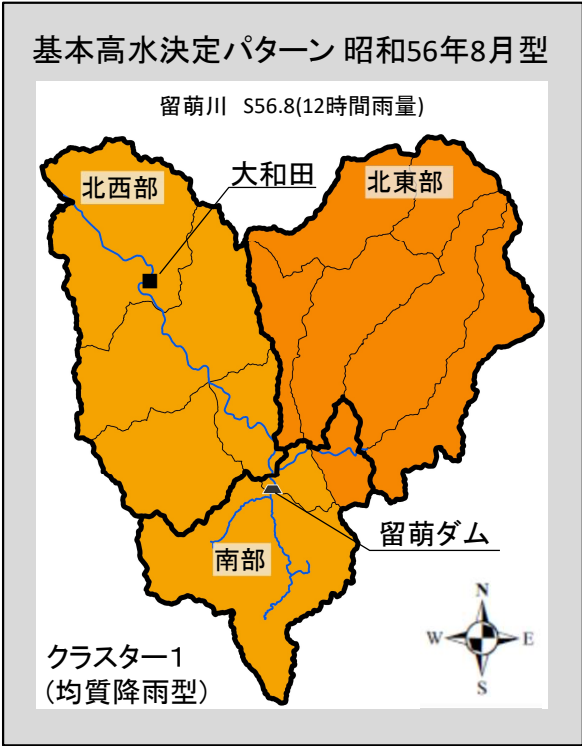 基本高水決定パターン 昭和56年8月型
留萌川 S56.8(12時間雨量)
大和田
北西部
北東部
留萌ダム
南部
N
W
E
S
クラスター1
(均質降雨型)